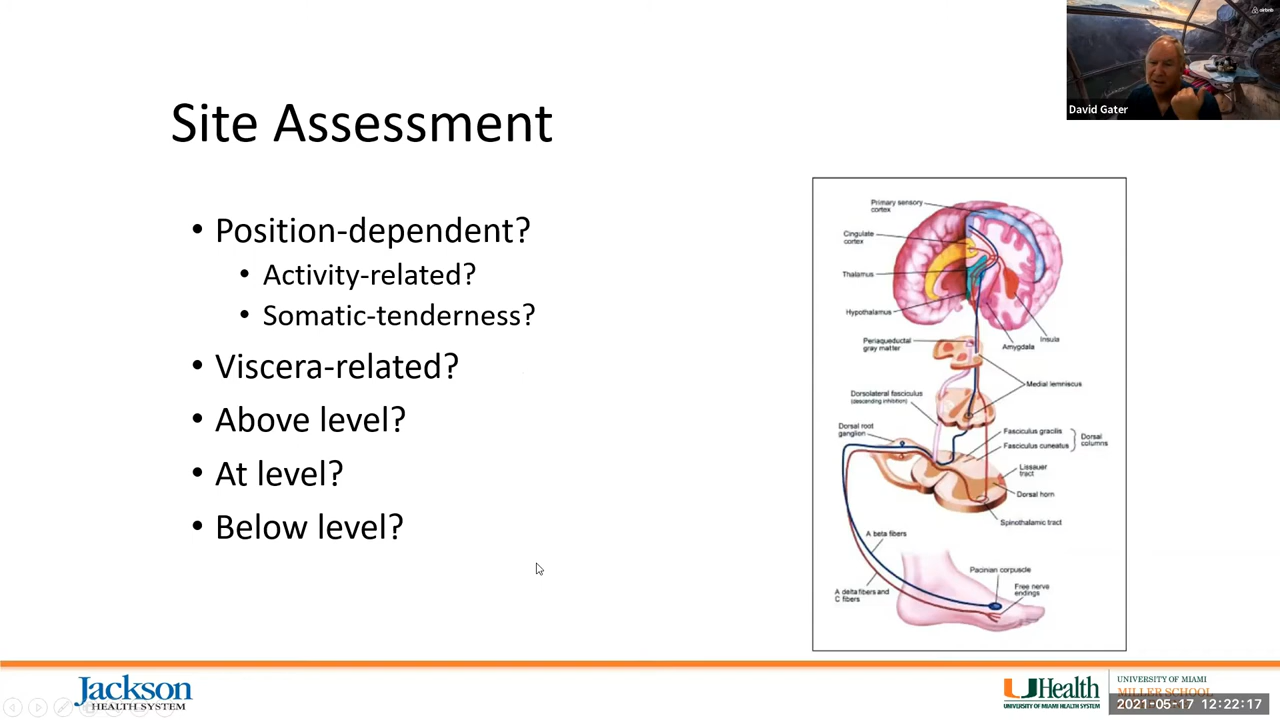 airbnb
David Gater
Site Assessment
• Position-dependent?
• Activity-related?
• Somatic-tenderness?
• Viscera-related?
• Above level?
• At level?
• Below level?
Primary sensory
cortex
Cingulate
cortex
Thalamus
Hypothalamus
Insula
Amygdala
Periaqueductal
gray matter
Medial lemniscus
Dorsolateral fasciculus
(descending inhibition)
Dorsal root
ganglion
Fasciculus gracilis
Fasciculus cuneatus
Dorsal
columns
Lissauer
tract
Dorsal horn
Spinothalamic tract
A beta fibers
Pacinian corpuscle
Free nerve
endings
A delta fibers and
C fibers
Jackson
HEALTH SYSTEM
UHealth
UNIVERSITY OF MIAMI HEALTH SYSTEM
UNIVERSITY OF MIAMI
MILLER SCHOOL
2021-05-17 12:22:17